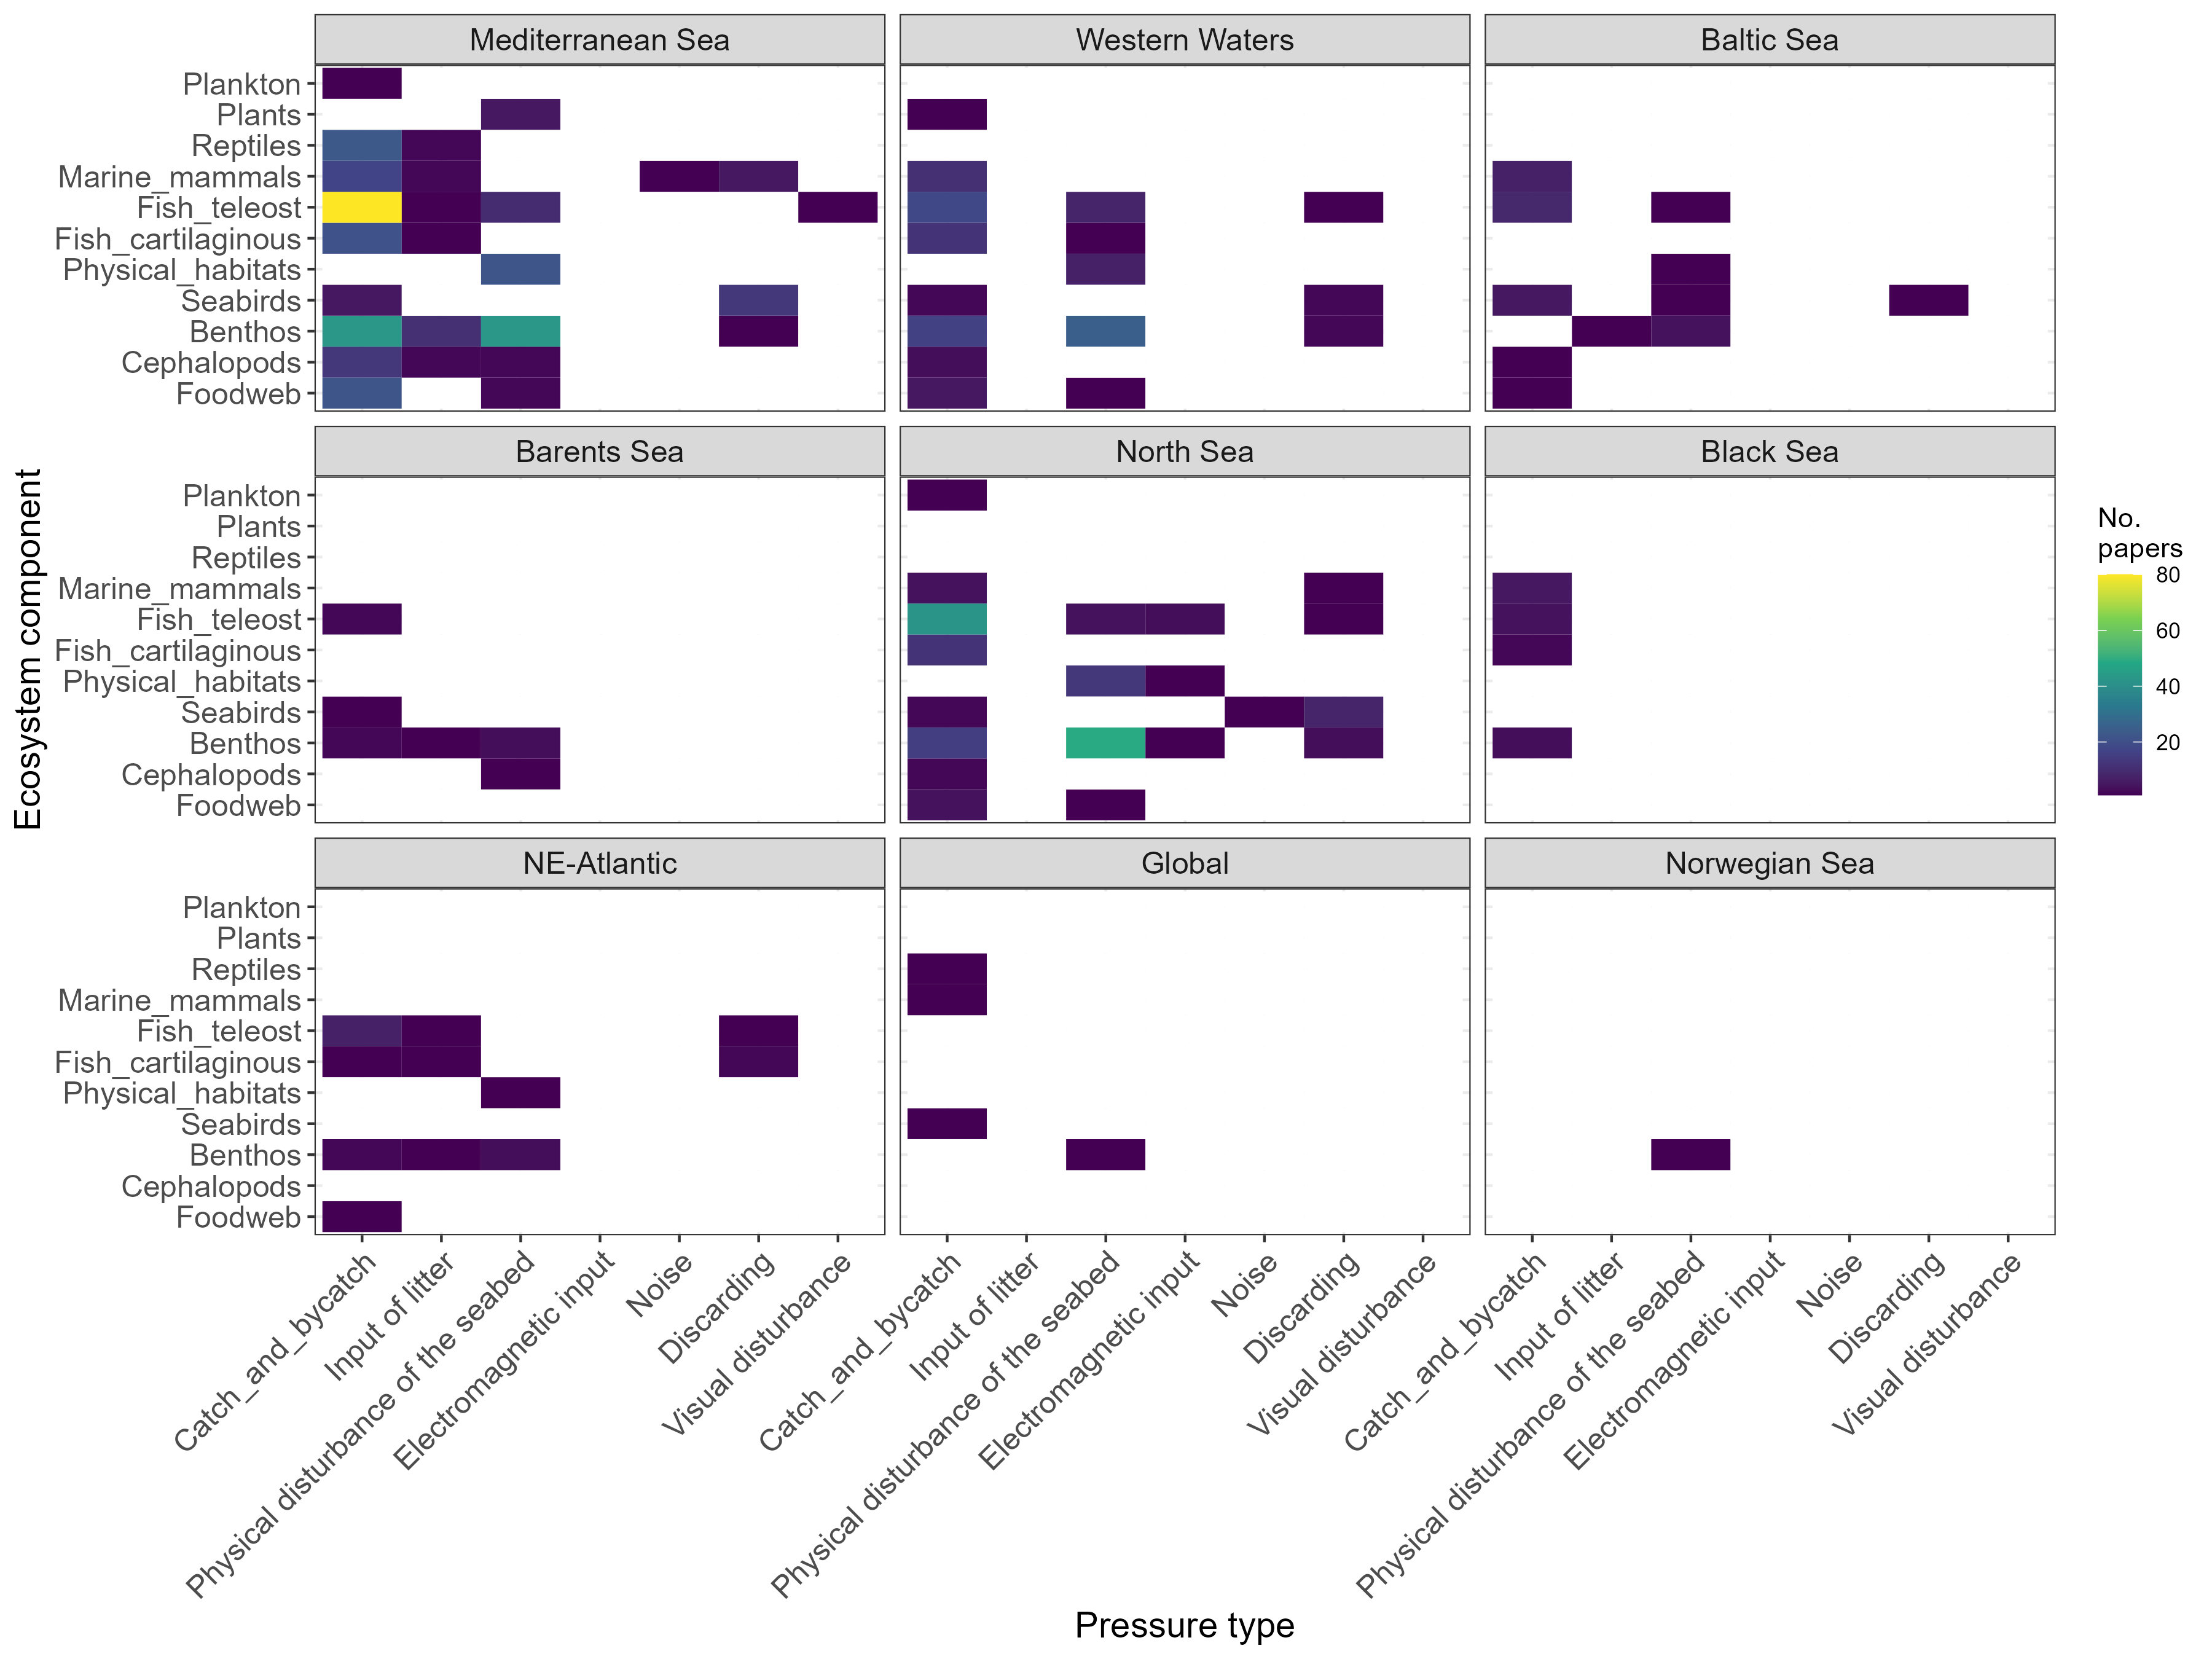 Mediterranean Sea
Western Waters
Baltic Sea
Plankton
Plants
Reptiles
Marine_mammals
Fish_teleost
Fish_cartilaginous
Physical_habitats
Seabirds
Benthos
Cephalopods
Foodweb
Barents Sea
North Sea
Black Sea
Plankton
Plants
Reptiles
Marine_mammals
Fish_teleost
Fish_cartilaginous
Physical_habitats
Seabirds
Benthos
Cephalopods
Foodweb
NE-Atlantic
Global
Norwegian Sea
Plankton
Plants
Reptiles
Marine_mammals
Fish_teleost
Fish_cartilaginous
Physical_habitats
Seabirds
Benthos
Cephalopods
Foodweb
Catch_and_bycatch
Input of litter
Physical disturbance of the seabed
Electromagnetic input
Noise
Discarding
Visual disturbance
Catch_and_bycatch
Input of litter
Physical disturbance of the seabed
Electromagnetic input
Noise
Discarding
Visual disturbance
Catch_and_bycatch
Input of litter
Physical disturbance of the seabed
Electromagnetic input
Noise
Discarding
Visual disturbance
Pressure type
Ecosystem component
No.
papers
80
60
40
20